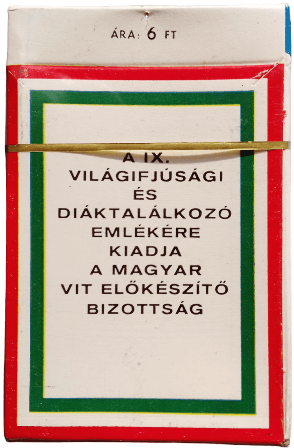 ÁRA: 6 FT
A IX.
VILÁGIFJÚSÁGI
ÉS
DIÁKTALÁLKOZÓ
EMLÉKÉRE
KIADJA
A MAGYAR
VIT ELŐKÉSZÍTŐ
BIZOTTSÁG